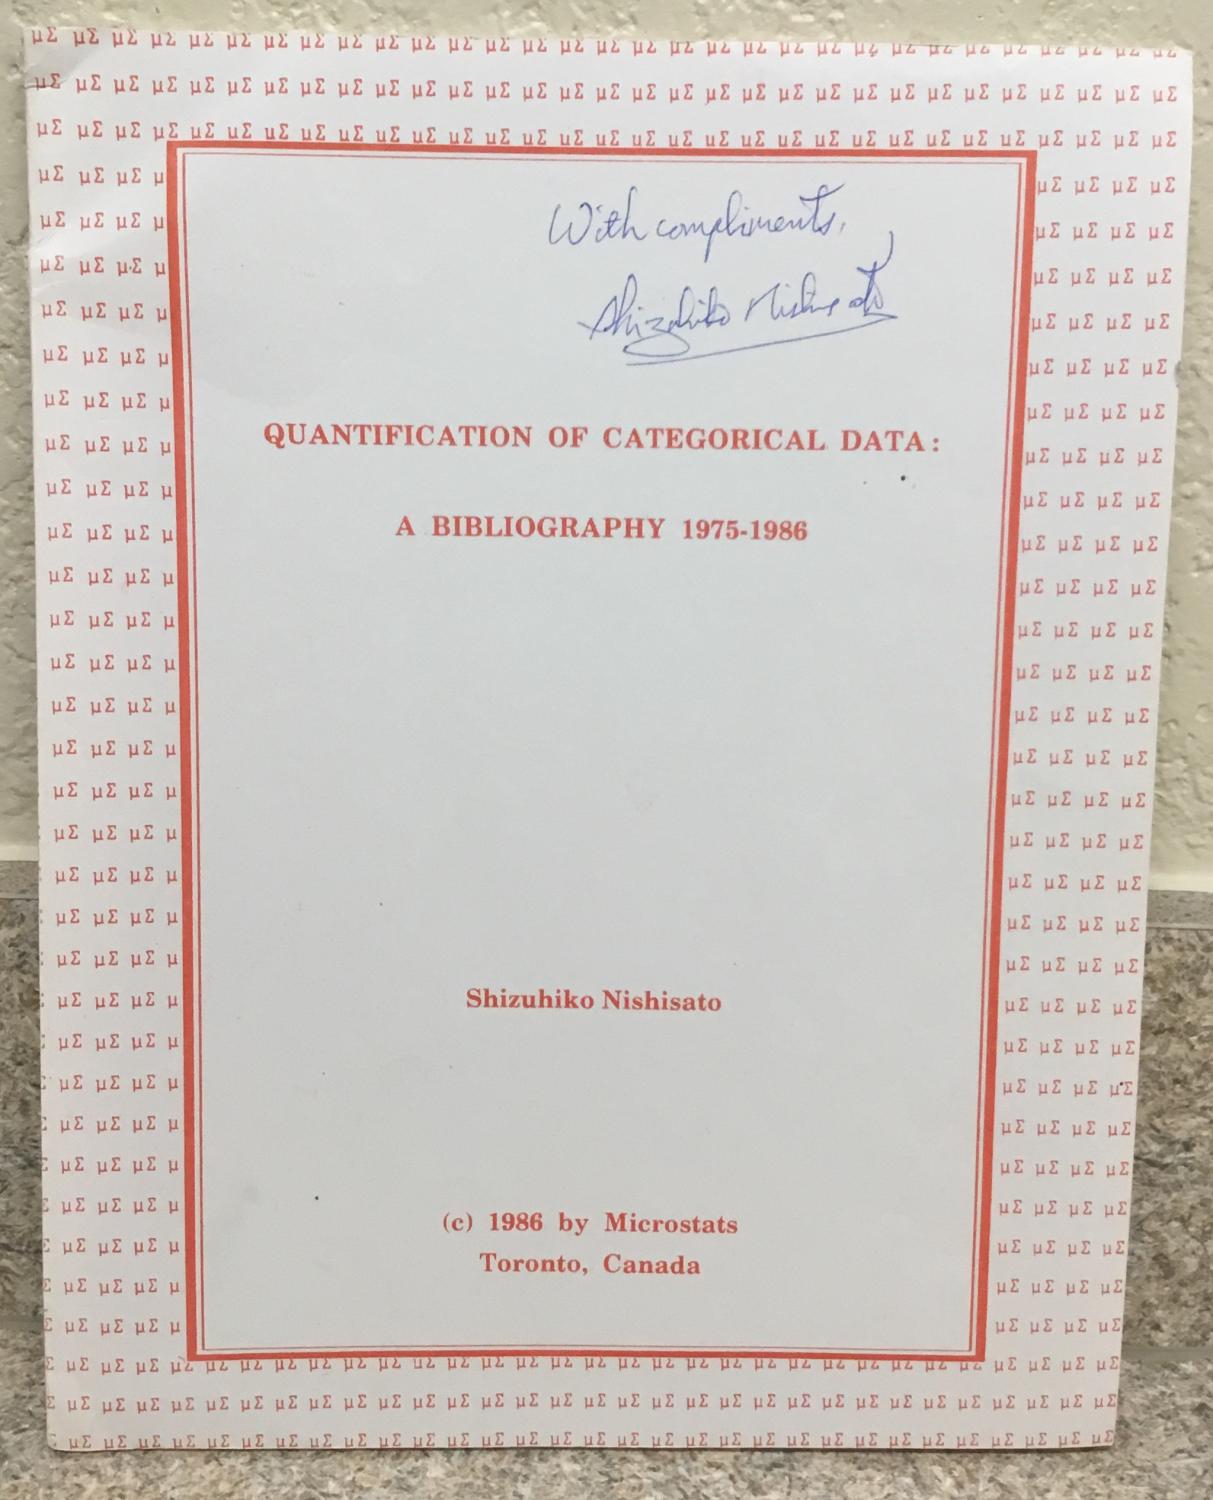 With compliments,
Shizuhiko Nishisato
QUANTIFICATION OF CATEGORICAL DATA:
A BIBLIOGRAPHY 1975-1986
Shizuhiko Nishisato
(c) 1986 by Microstats
Toronto, Canada